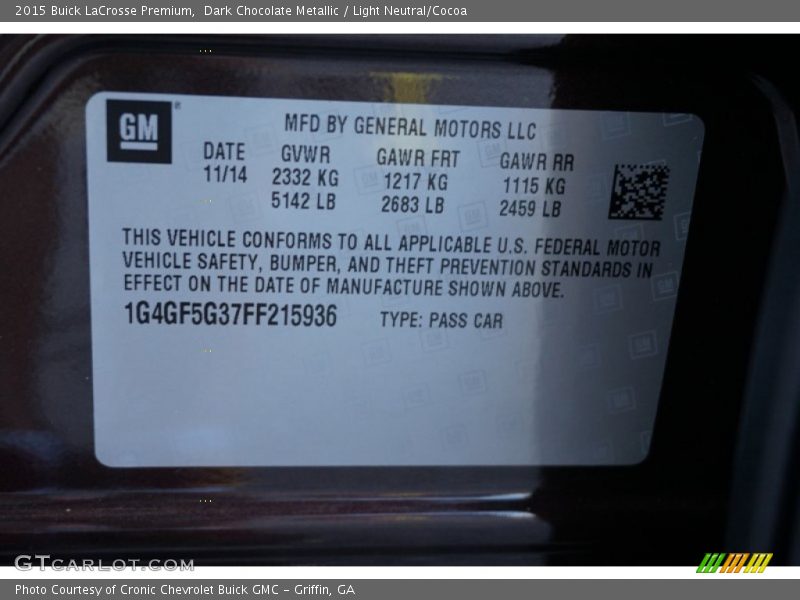 2015 Buick LaCrosse Premium,  Dark Chocolate Metallic / Light Neutral/Cocoa
GM®
MFD BY GENERAL MOTORS LLC
DATE GVWR GAWR FRT GAWR RR
11/14 2332 KG 1217 KG 1115 KG
5142 LB 2683 LB 2459 LB
THIS VEHICLE CONFORMS TO ALL APPLICABLE U.S. FEDERAL MOTOR
VEHICLE SAFETY, BUMPER, AND THEFT PREVENTION STANDARDS IN
EFFECT ON THE DATE OF MANUFACTURE SHOWN ABOVE.
1G4GF5G37FF215936 TYPE: PASS CAR
GTCARLOT.COM
Photo Courtesy of Cronic Chevrolet Buick GMC - Griffin, GA